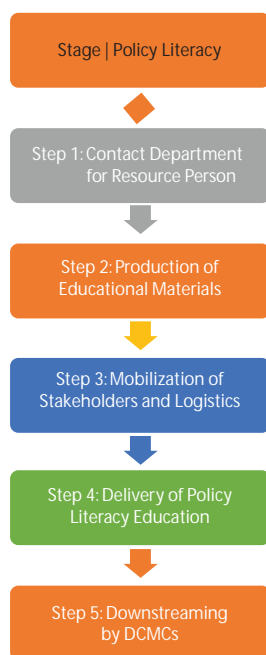 Stage | Policy Literacy
Step 1: Contact Department
for Resource Person
Step 2: Production of
Educational Materials
Step 3: Mobilization of
Stakeholders and Logistics
Step 4: Delivery of Policy
Literacy Education
Step 5: Downstreaming
by DCMCs